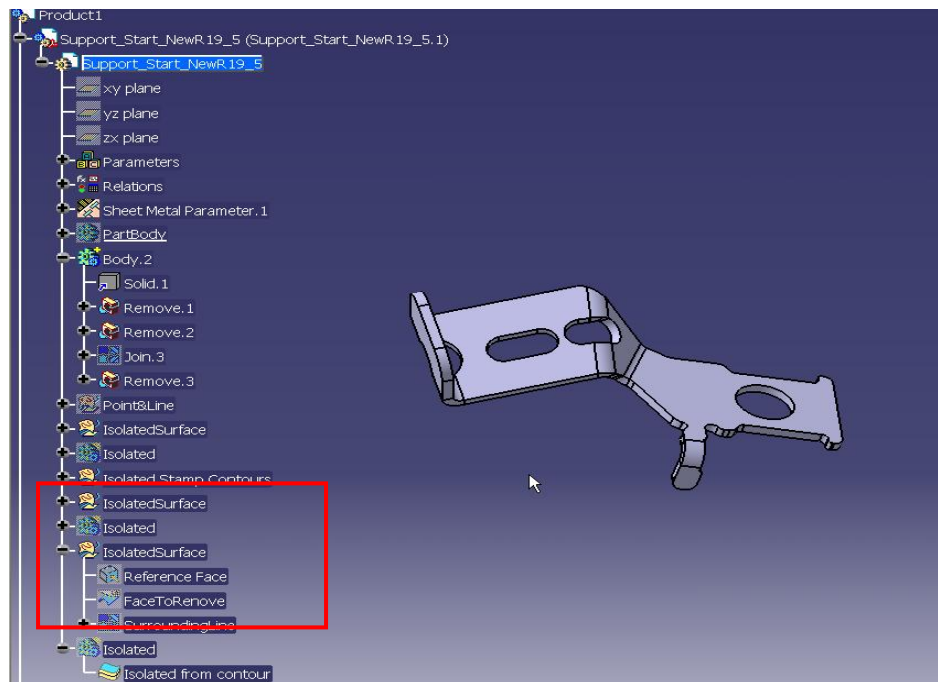 Product1
Support_Start_NewR19_5 (Support_Start_NewR19_5.1)
Support_Start_NewR19_5
xy plane
yz plane
zx plane
Parameters
Relations
Sheet Metal Parameter.1
PartBody
Body.2
Solid.1
Remove.1
Remove.2
Join.3
Remove.3
Point&Line
IsolatedSurface
Isolated
Isolated Stamp Contours
IsolatedSurface
Isolated
IsolatedSurface
Reference Face
FaceToRemove
SurroundingLine
Isolated
Isolated from contour